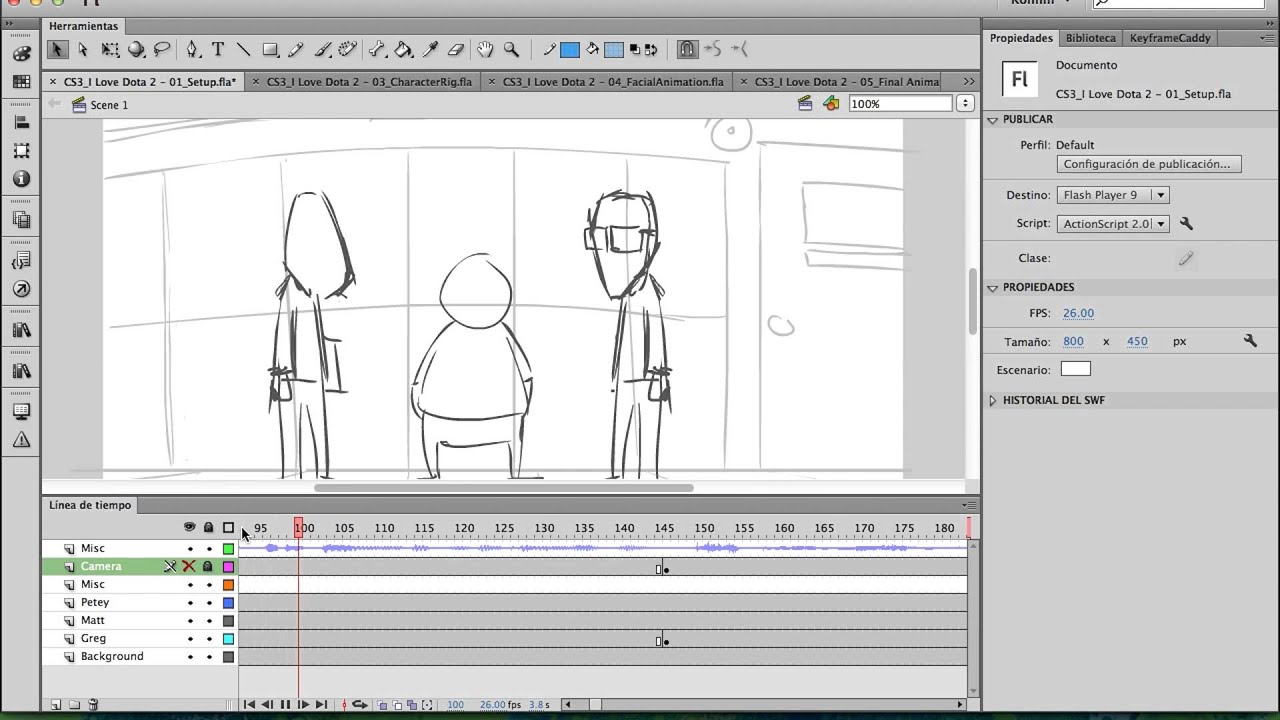 Fl
Herramientas
CS3_I Love Dota 2 - 01_Setup.fla*
CS3_I Love Dota 2 - 03_CharacterRig.fla
CS3_I Love Dota 2 - 04_FacialAnimation.fla
CS3_I Love Dota 2 - 05_Final Anima
Scene 1
100%
Propiedades
Biblioteca
KeyframeCaddy
Fl
Documento
CS3_I Love Dota 2 - 01_Setup.fla
PUBLICAR
Perfil: Default
Configuración de publicación...
Destino: Flash Player 9
Script: ActionScript 2.0
Clase:
PROPIEDADES
FPS: 26.00
Tamaño: 800 x 450 px
Escenario:
HISTORIAL DEL SWF
Línea de tiempo
95 100 105 110 115 120 125 130 135 140 145 150 155 160 165 170 175 180
Misc
Camera
Misc
Petey
Matt
Greg
Background
100 26.00 fps 3.8 s